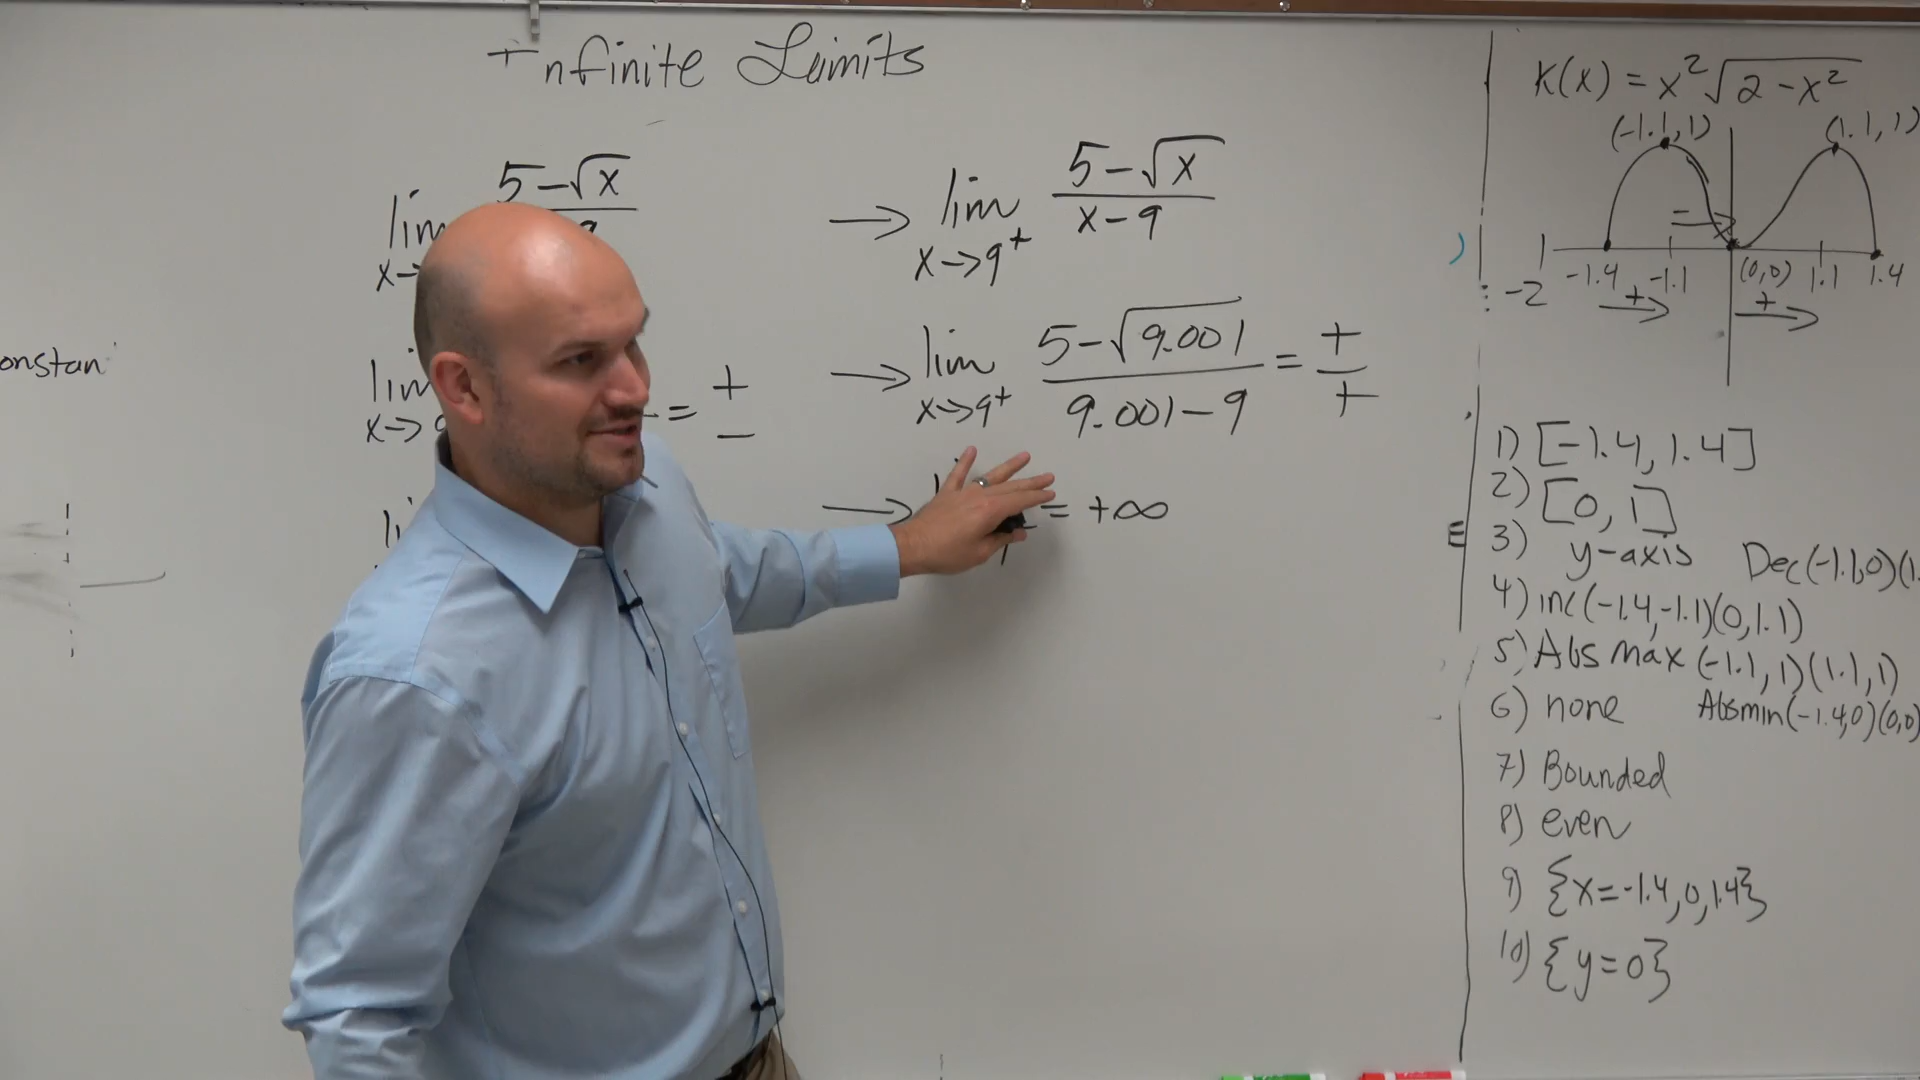 Infinite Limits
onstan
lim 5-√x
x->
lim = +/-
x->
-> lim (5-√x)/(x-9)
x->9⁺
-> lim (5-√9.001)/(9.001-9) = +/+
x->9⁺
-> = +∞
K(x) = x²√2-x²
(-1.1, 1) (1.1, 1)
-1.4 -1.1 (0,0) 1.1 1.4
-2 + +
1) [-1.4, 1.4]
2) [0, 1]
3) y-axis Dec(-1.1,0)(1.
4) inc(-1.4,-1.1)(0,1.1)
5) Abs max (-1.1, 1)(1.1, 1)
6) none Absmin(-1.4,0)(0,0)
7) Bounded
8) even
9) {x=-1.4,0,1.4}
10) {y=0}